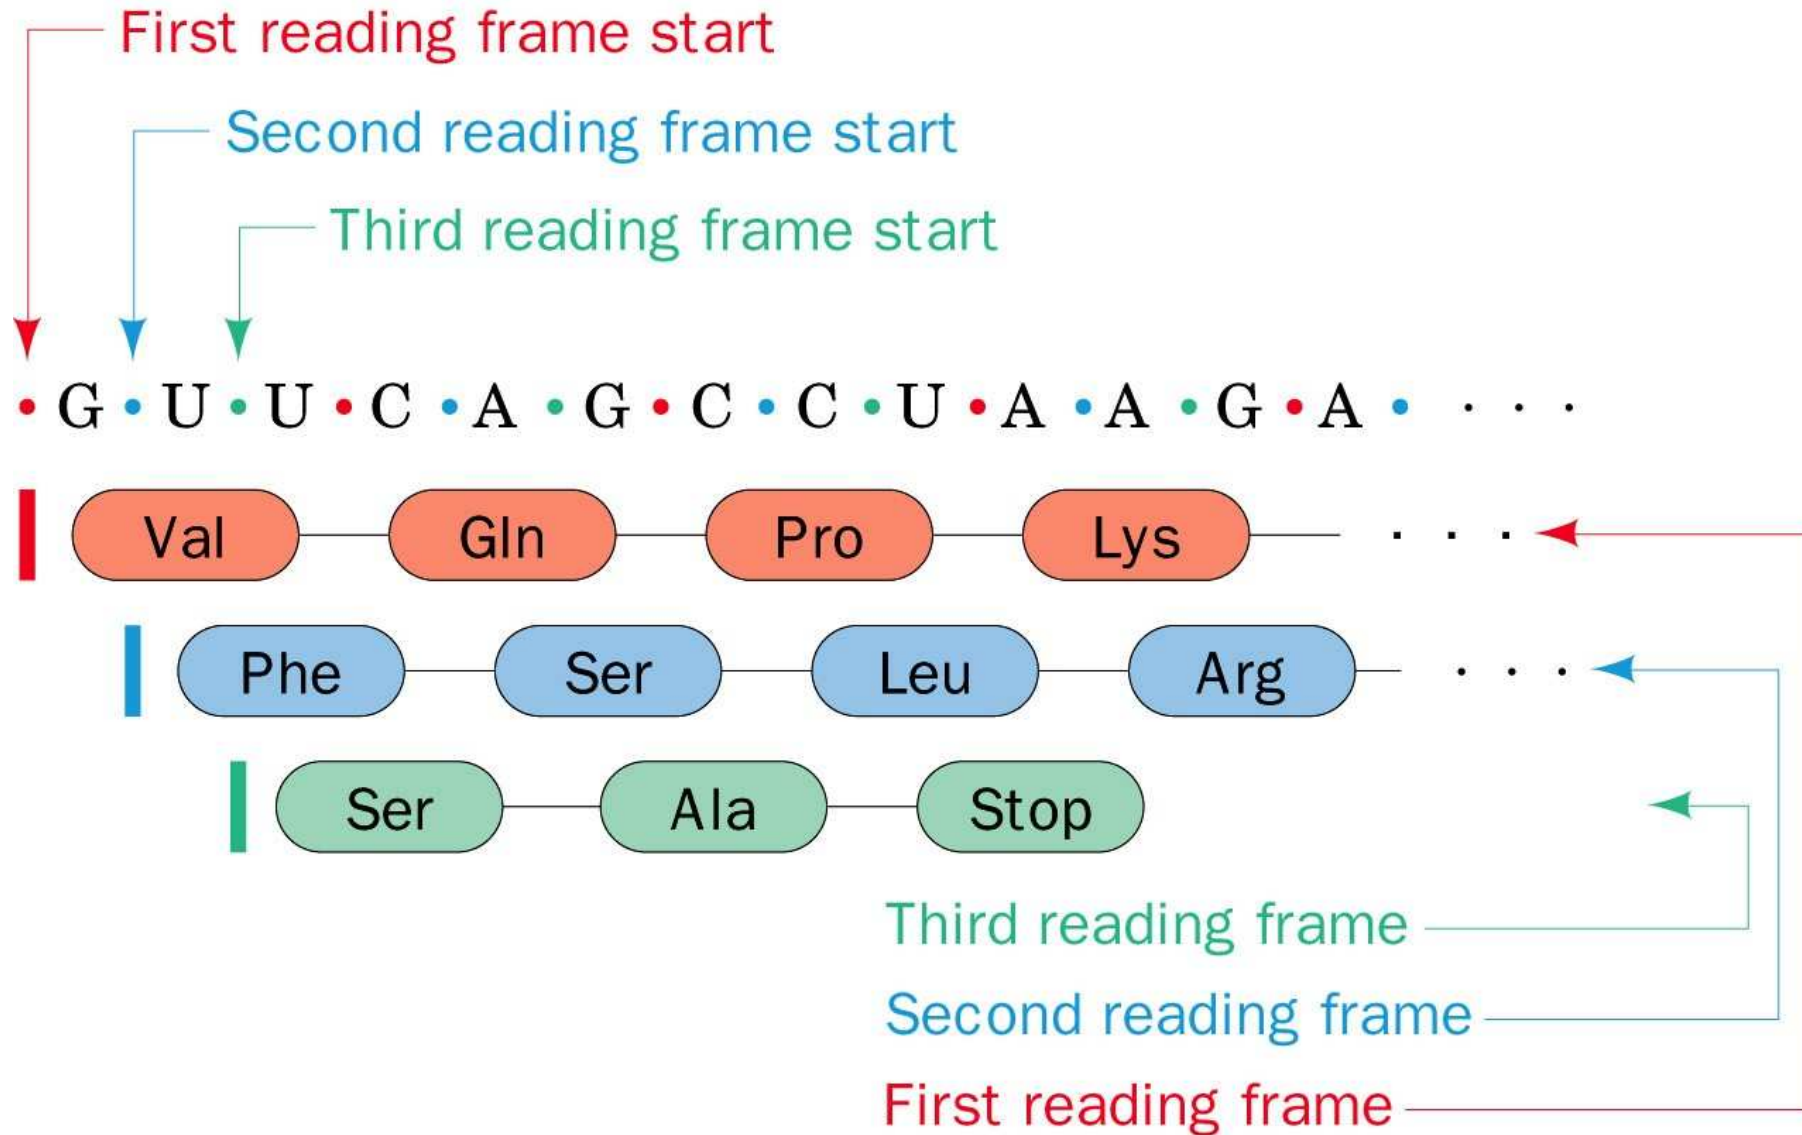 First reading frame start
Second reading frame start
Third reading frame start
• G • U • U • C • A • G • C • C • U • A • A • G • A • · · ·
Val Gln Pro Lys · · ·
Phe Ser Leu Arg · · ·
Ser Ala Stop
Third reading frame
Second reading frame
First reading frame